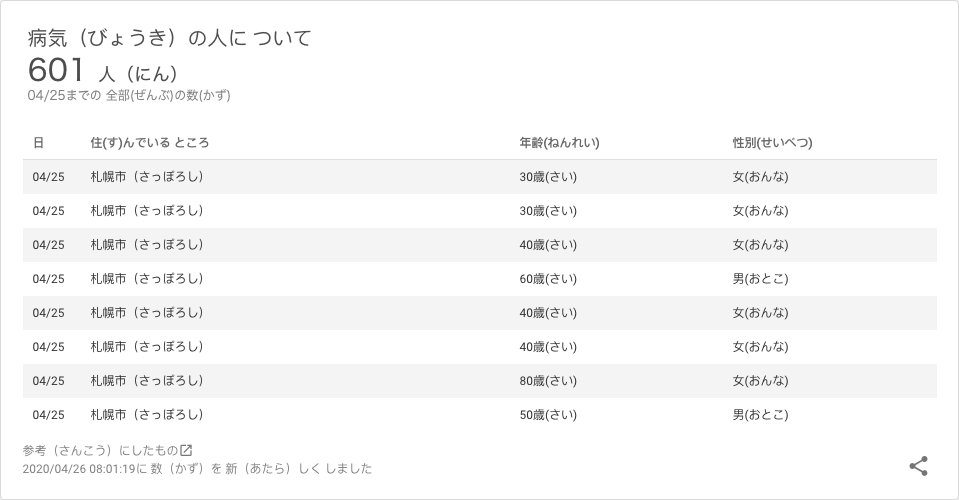 病気（びょうき）の人に ついて
601 人（にん）
04/25までの 全部(ぜんぶ)の数(かず)
日 住(す)んでいる ところ 年齢(ねんれい) 性別(せいべつ)
04/25 札幌市（さっぽろし） 30歳(さい) 女(おんな)
04/25 札幌市（さっぽろし） 30歳(さい) 女(おんな)
04/25 札幌市（さっぽろし） 40歳(さい) 女(おんな)
04/25 札幌市（さっぽろし） 60歳(さい) 男(おとこ)
04/25 札幌市（さっぽろし） 40歳(さい) 女(おんな)
04/25 札幌市（さっぽろし） 40歳(さい) 女(おんな)
04/25 札幌市（さっぽろし） 80歳(さい) 女(おんな)
04/25 札幌市（さっぽろし） 50歳(さい) 男(おとこ)
参考（さんこう）にしたもの
2020/04/26 08:01:19に 数（かず）を 新（あたら）しく しました